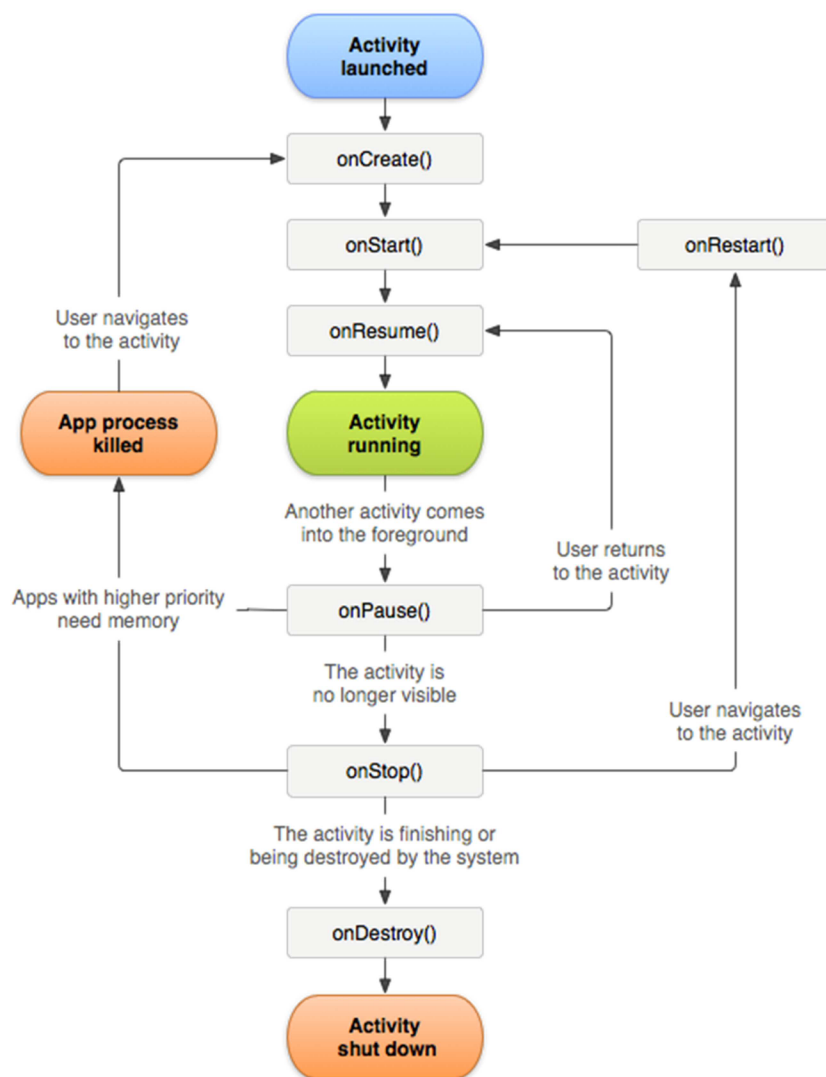 Activity
launched
onCreate()
onStart()
onRestart()
User navigates
to the activity
onResume()
App process
killed
Activity
running
Another activity comes
into the foreground
User returns
to the activity
Apps with higher priority
need memory
onPause()
The activity is
no longer visible
User navigates
to the activity
onStop()
The activity is finishing or
being destroyed by the system
onDestroy()
Activity
shut down